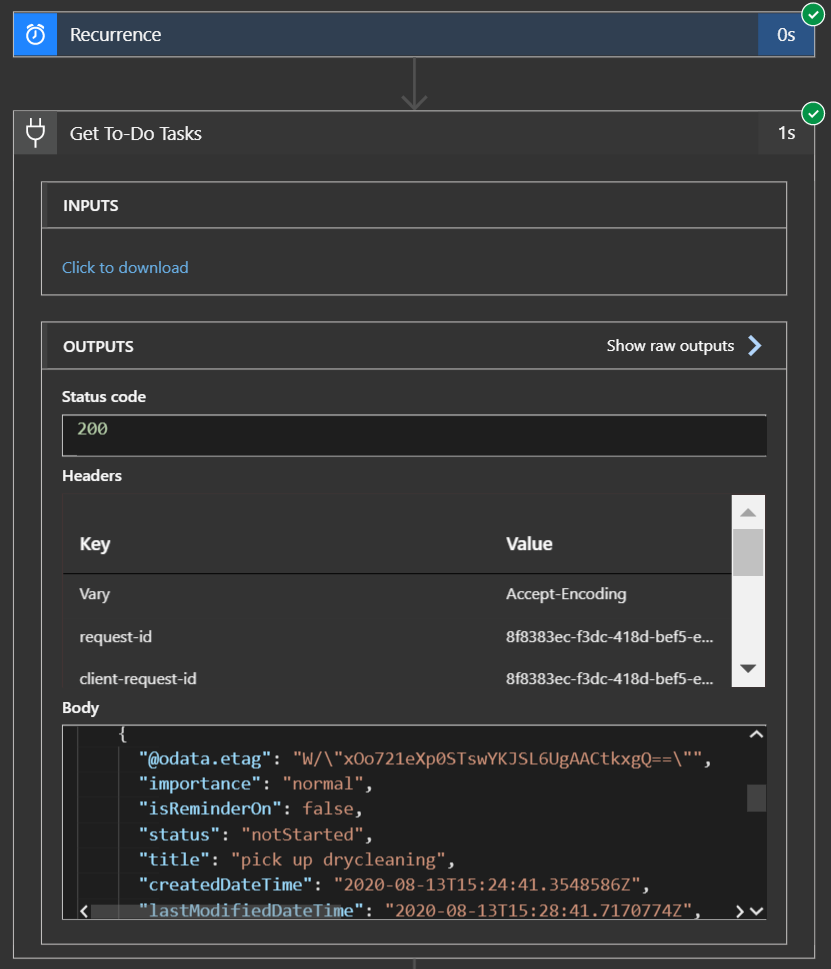 Recurrence 0s
Get To-Do Tasks 1s
INPUTS
Click to download
OUTPUTS Show raw outputs
Status code
200
Headers
Key Value
Vary Accept-Encoding
request-id 8f8383ec-f3dc-418d-bef5-e...
client-request-id 8f8383ec-f3dc-418d-bef5-e...
Body
{
"@odata.etag": "W/\"xOo721eXp0STswYKJSL6UgAACtkxgQ==\"",
"importance": "normal",
"isReminderOn": false,
"status": "notStarted",
"title": "pick up drycleaning",
"createdDateTime": "2020-08-13T15:24:41.3548586Z",
"lastModifiedDateTime": "2020-08-13T15:28:41.7170774Z",